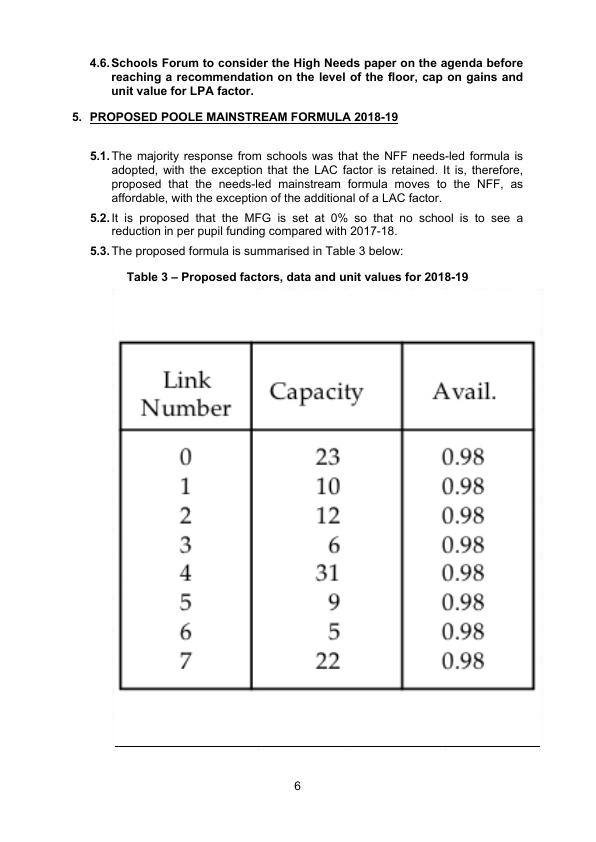 4.6. Schools Forum to consider the High Needs paper on the agenda before
reaching a recommendation on the level of the floor, cap on gains and
unit value for LPA factor.
5. PROPOSED POOLE MAINSTREAM FORMULA 2018-19
5.1. The majority response from schools was that the NFF needs-led formula is
adopted, with the exception that the LAC factor is retained. It is, therefore,
proposed that the needs-led mainstream formula moves to the NFF, as
affordable, with the exception of the additional of a LAC factor.
5.2. It is proposed that the MFG is set at 0% so that no school is to see a
reduction in per pupil funding compared with 2017-18.
5.3. The proposed formula is summarised in Table 3 below:
Table 3 – Proposed factors, data and unit values for 2018-19
Link Number Capacity Avail.
0 23 0.98
1 10 0.98
2 12 0.98
3 6 0.98
4 31 0.98
5 9 0.98
6 5 0.98
7 22 0.98
6